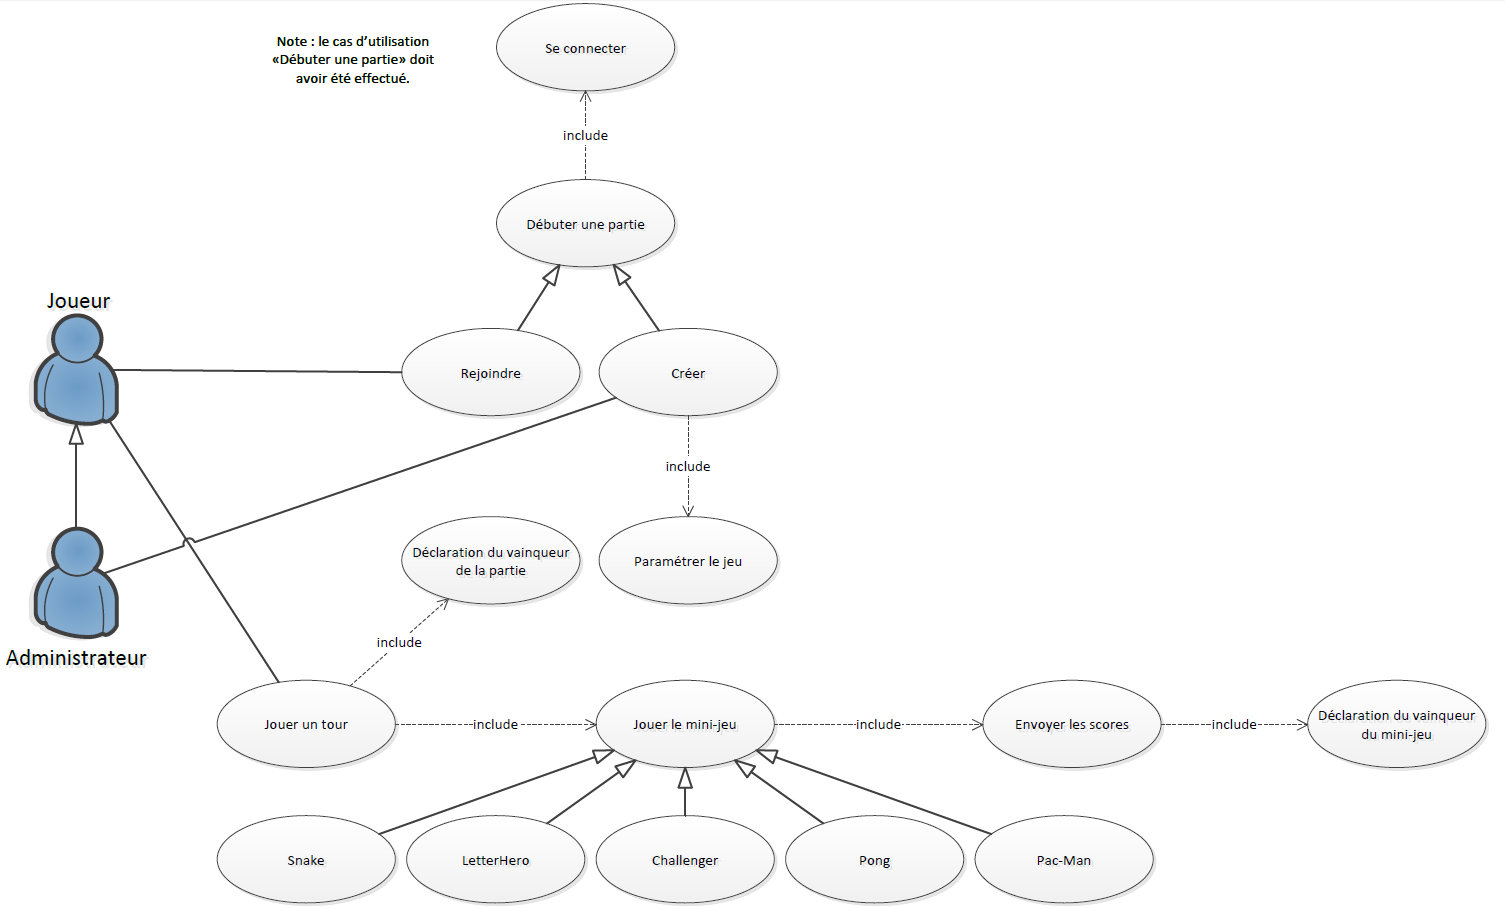 Note : le cas d’utilisation
«Débuter une partie» doit
avoir été effectué.
Se connecter
include
Débuter une partie
Joueur
Rejoindre
Créer
include
Déclaration du vainqueur
de la partie
Paramétrer le jeu
include
Administrateur
Jouer un tour
include
Jouer le mini-jeu
include
Envoyer les scores
include
Déclaration du vainqueur
du mini-jeu
Snake
LetterHero
Challenger
Pong
Pac-Man